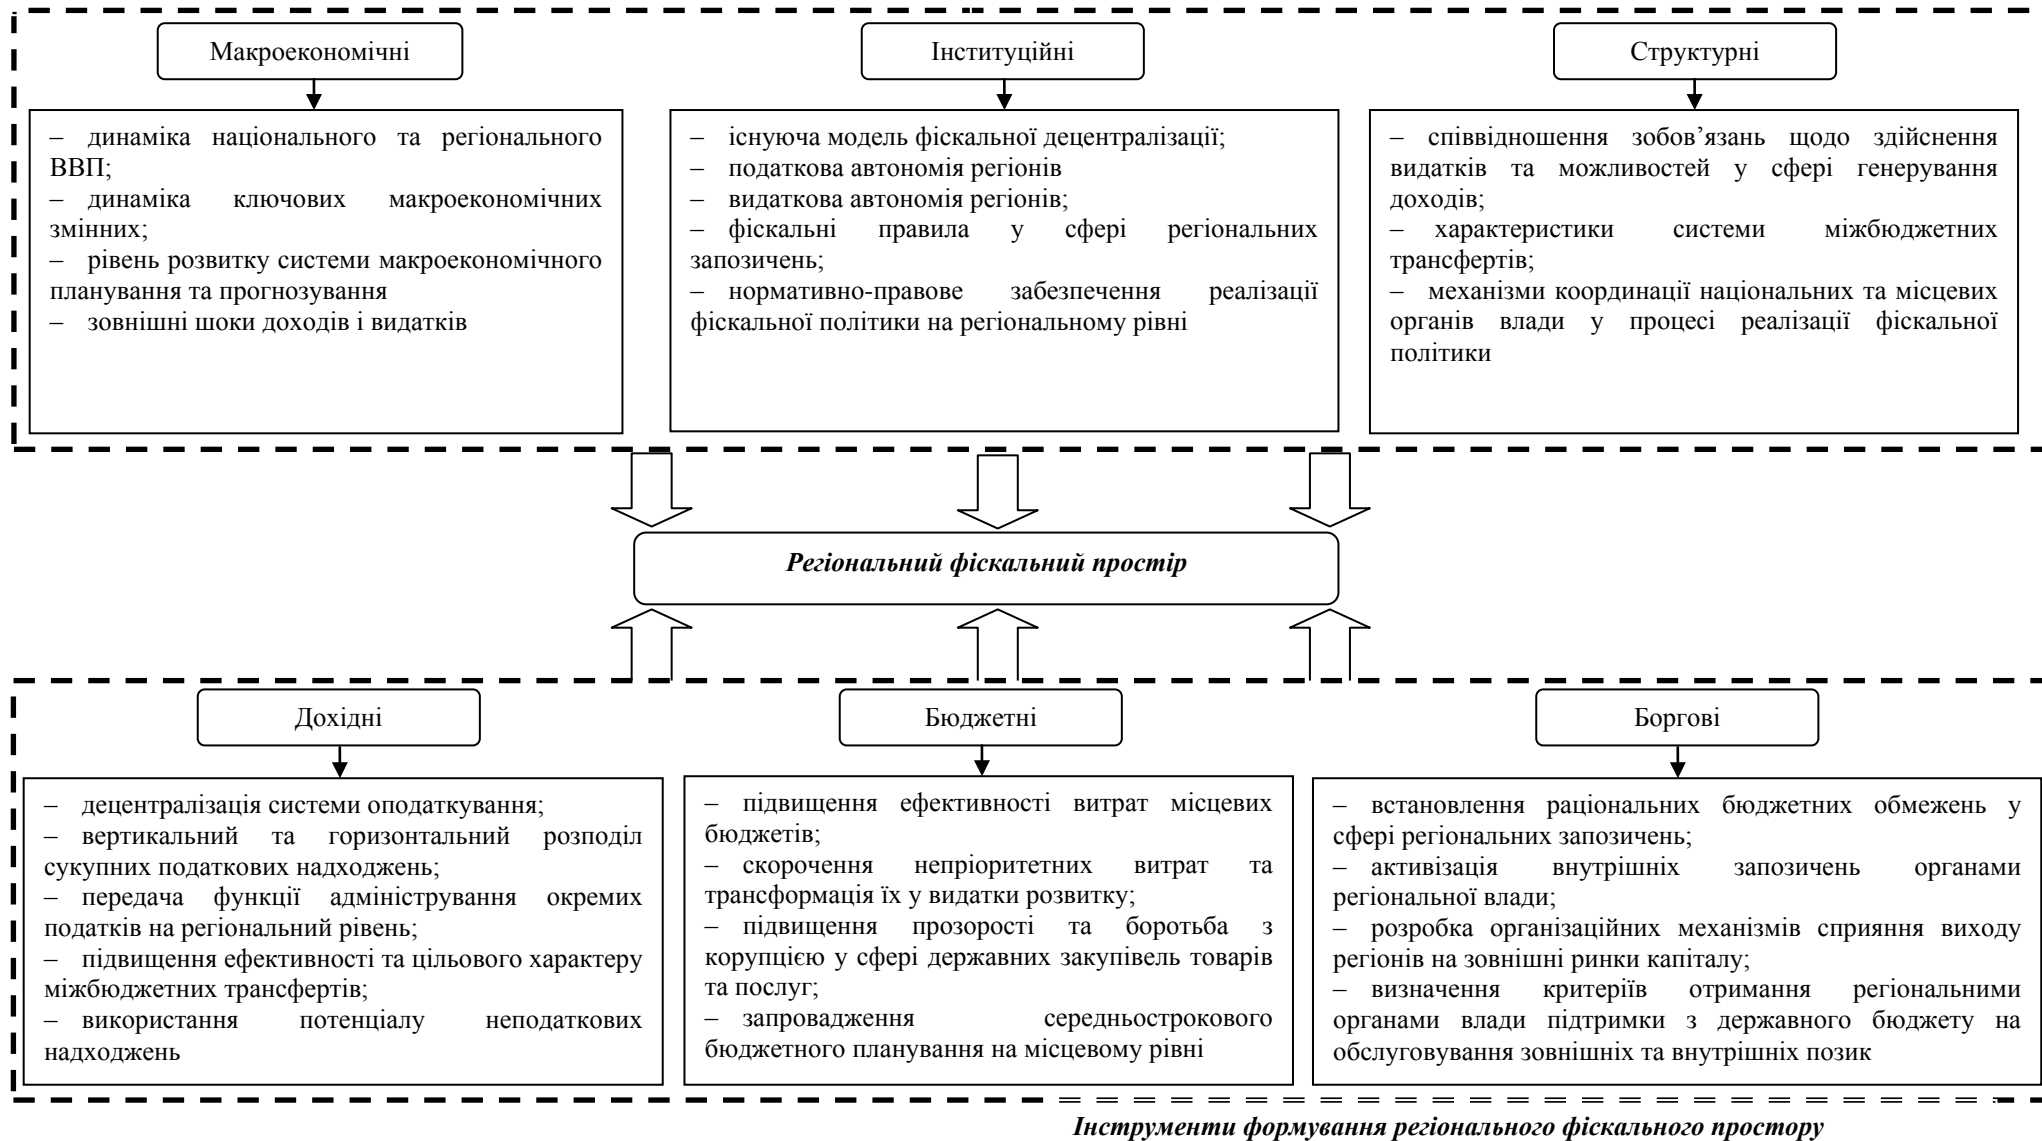 Макроекономічні
– динаміка національного та регіонального
ВВП;
– динаміка ключових макроекономічних
змінних;
– рівень розвитку системи макроекономічного
планування та прогнозування
– зовнішні шоки доходів і видатків
Інституційні
– існуюча модель фіскальної децентралізації;
– податкова автономія регіонів
– видаткова автономія регіонів;
– фіскальні правила у сфері регіональних
запозичень;
– нормативно-правове забезпечення реалізації
фіскальної політики на регіональному рівні
Структурні
– співвідношення зобов’язань щодо здійснення
видатків та можливостей у сфері генерування
доходів;
– характеристики системи міжбюджетних
трансфертів;
– механізми координації національних та місцевих
органів влади у процесі реалізації фіскальної
політики
Регіональний фіскальний простір
Дохідні
– децентралізація системи оподаткування;
– вертикальний та горизонтальний розподіл
сукупних податкових надходжень;
– передача функції адміністрування окремих
податків на регіональний рівень;
– підвищення ефективності та цільового характеру
міжбюджетних трансфертів;
– використання потенціалу неподаткових
надходжень
Бюджетні
– підвищення ефективності витрат місцевих
бюджетів;
– скорочення непріоритетних витрат та
трансформація їх у видатки розвитку;
– підвищення прозорості та боротьба з
корупцією у сфері державних закупівель товарів
та послуг;
– запровадження середньострокового
бюджетного планування на місцевому рівні
Боргові
– встановлення раціональних бюджетних обмежень у
сфері регіональних запозичень;
– активізація внутрішніх запозичень органами
регіональної влади;
– розробка організаційних механізмів сприяння виходу
регіонів на зовнішні ринки капіталу;
– визначення критеріїв отримання регіональними
органами влади підтримки з державного бюджету на
обслуговування зовнішніх та внутрішніх позик
Інструменти формування регіонального фіскального простору